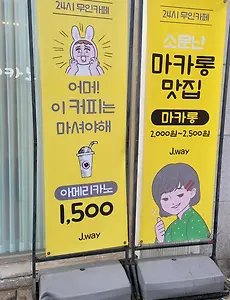 24시 무인카페
어머!
이 커피는
마셔야해
아메리카노
1,500
J.way
24시 무인카페
소문난
마카롱
맛집
마카롱
2,000원~2,500원
J.way